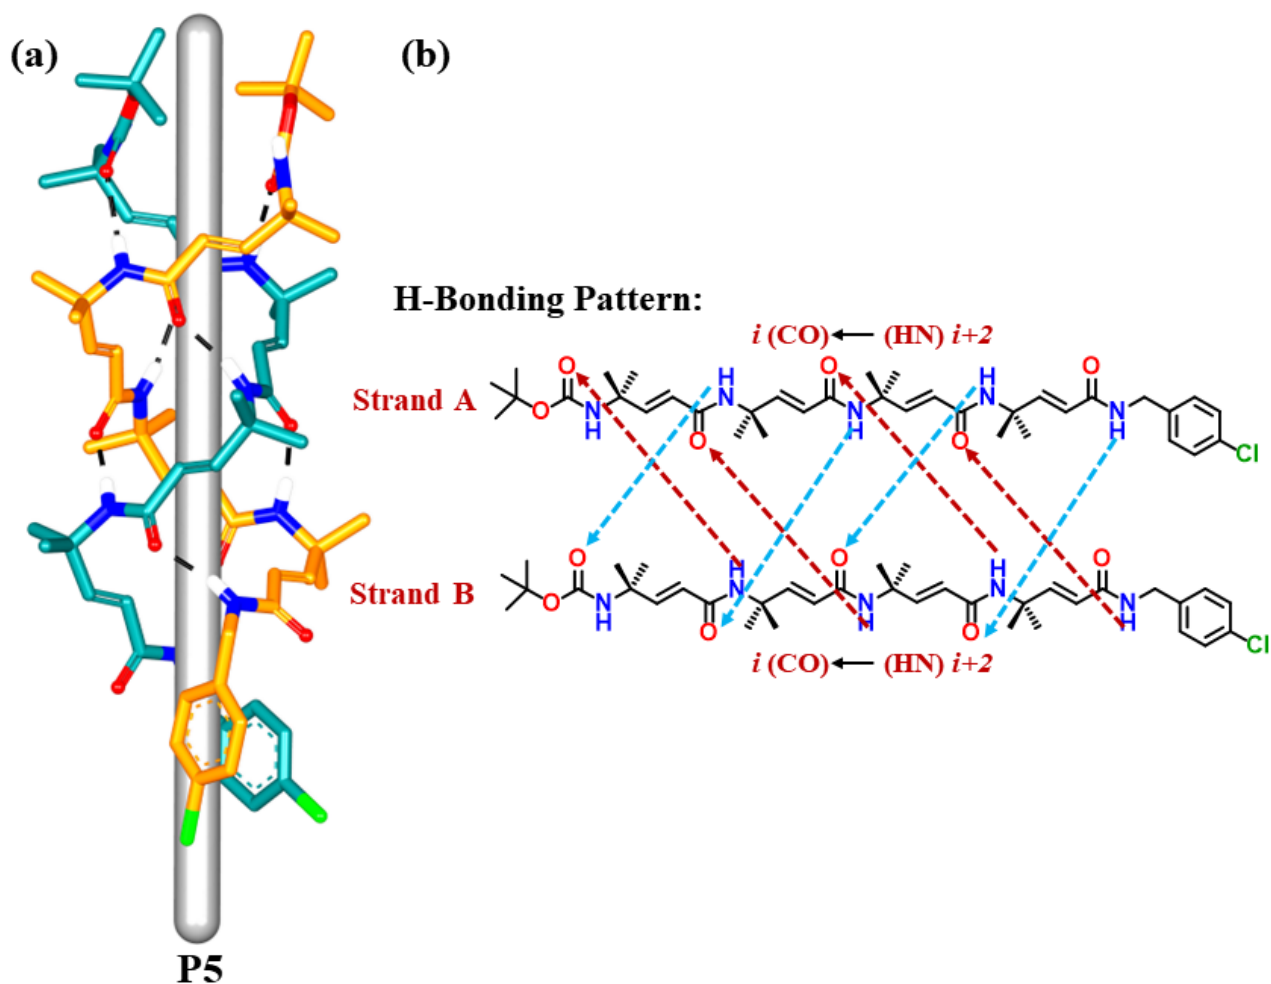 (a)
(b)
H-Bonding Pattern:
i (CO) ← (HN) i+2
Strand A
O
O
N
H
O
H
N
O
N
H
O
H
N
O
N
H
O
Cl
Strand B
O
O
N
H
O
H
N
O
N
H
O
H
N
O
N
H
Cl
i (CO) ← (HN) i+2
P5